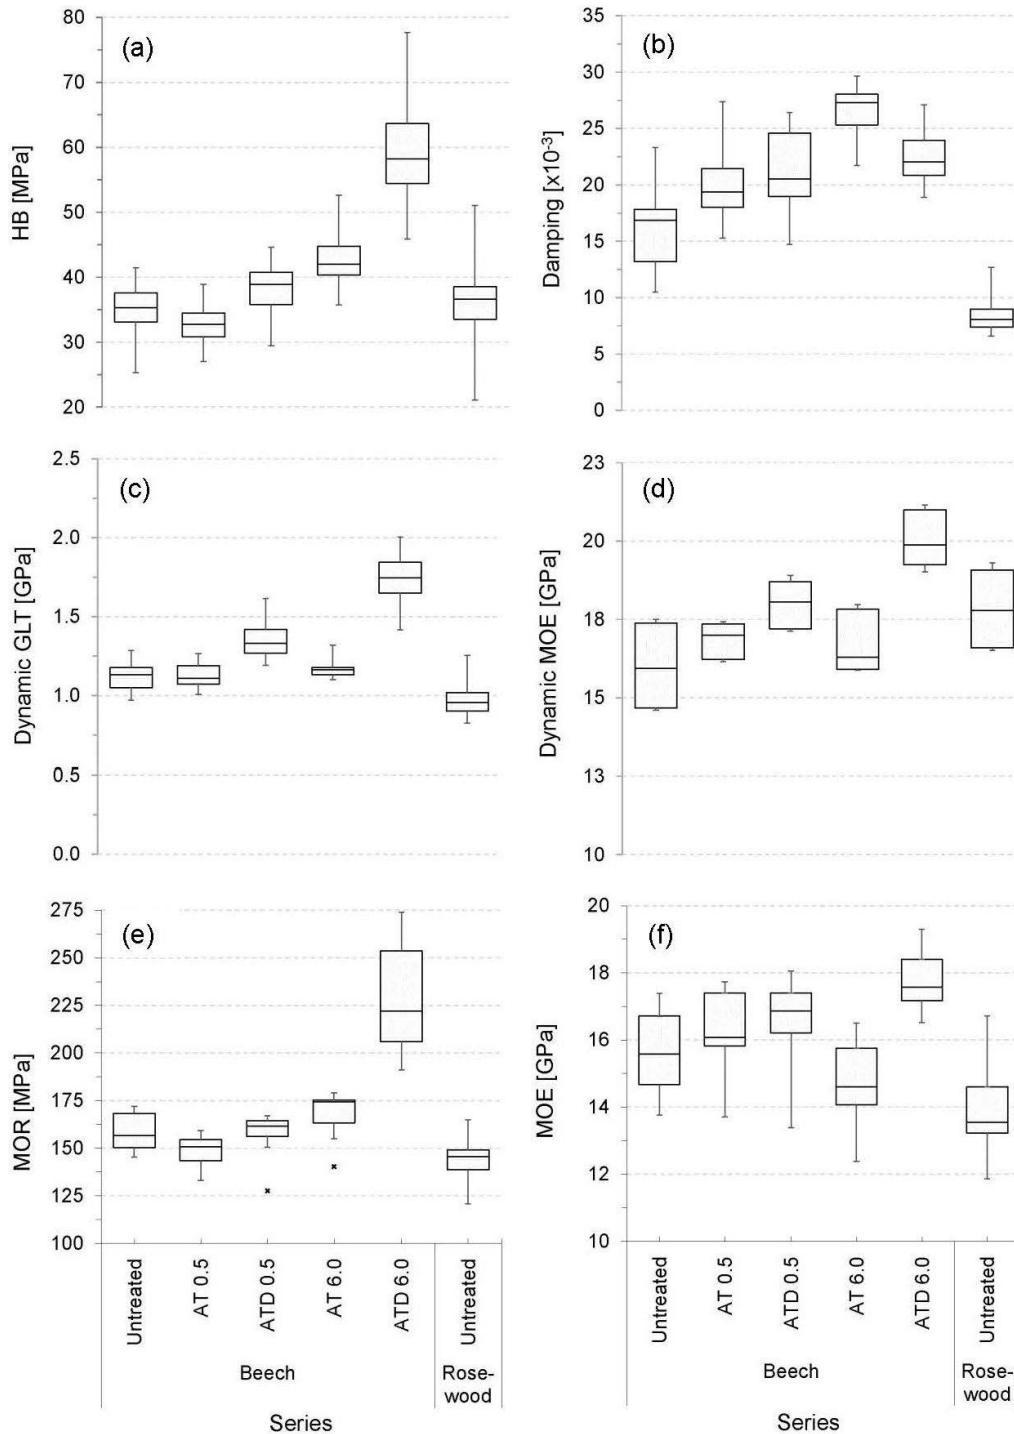 (a)
HB [MPa]
80
70
60
50
40
30
20
(b)
Damping [x10⁻³]
35
30
25
20
15
10
5
0
(c)
Dynamic GLT [GPa]
2.5
2.0
1.5
1.0
0.5
0.0
(d)
Dynamic MOE [GPa]
23
20
18
15
13
10
(e)
MOR [MPa]
275
250
225
200
175
150
125
100
Untreated
AT 0.5
ATD 0.5
AT 6.0
ATD 6.0
Untreated
Beech
Rose-
wood
Series
(f)
MOE [GPa]
20
18
16
14
12
10
Untreated
AT 0.5
ATD 0.5
AT 6.0
ATD 6.0
Untreated
Beech
Rose-
wood
Series